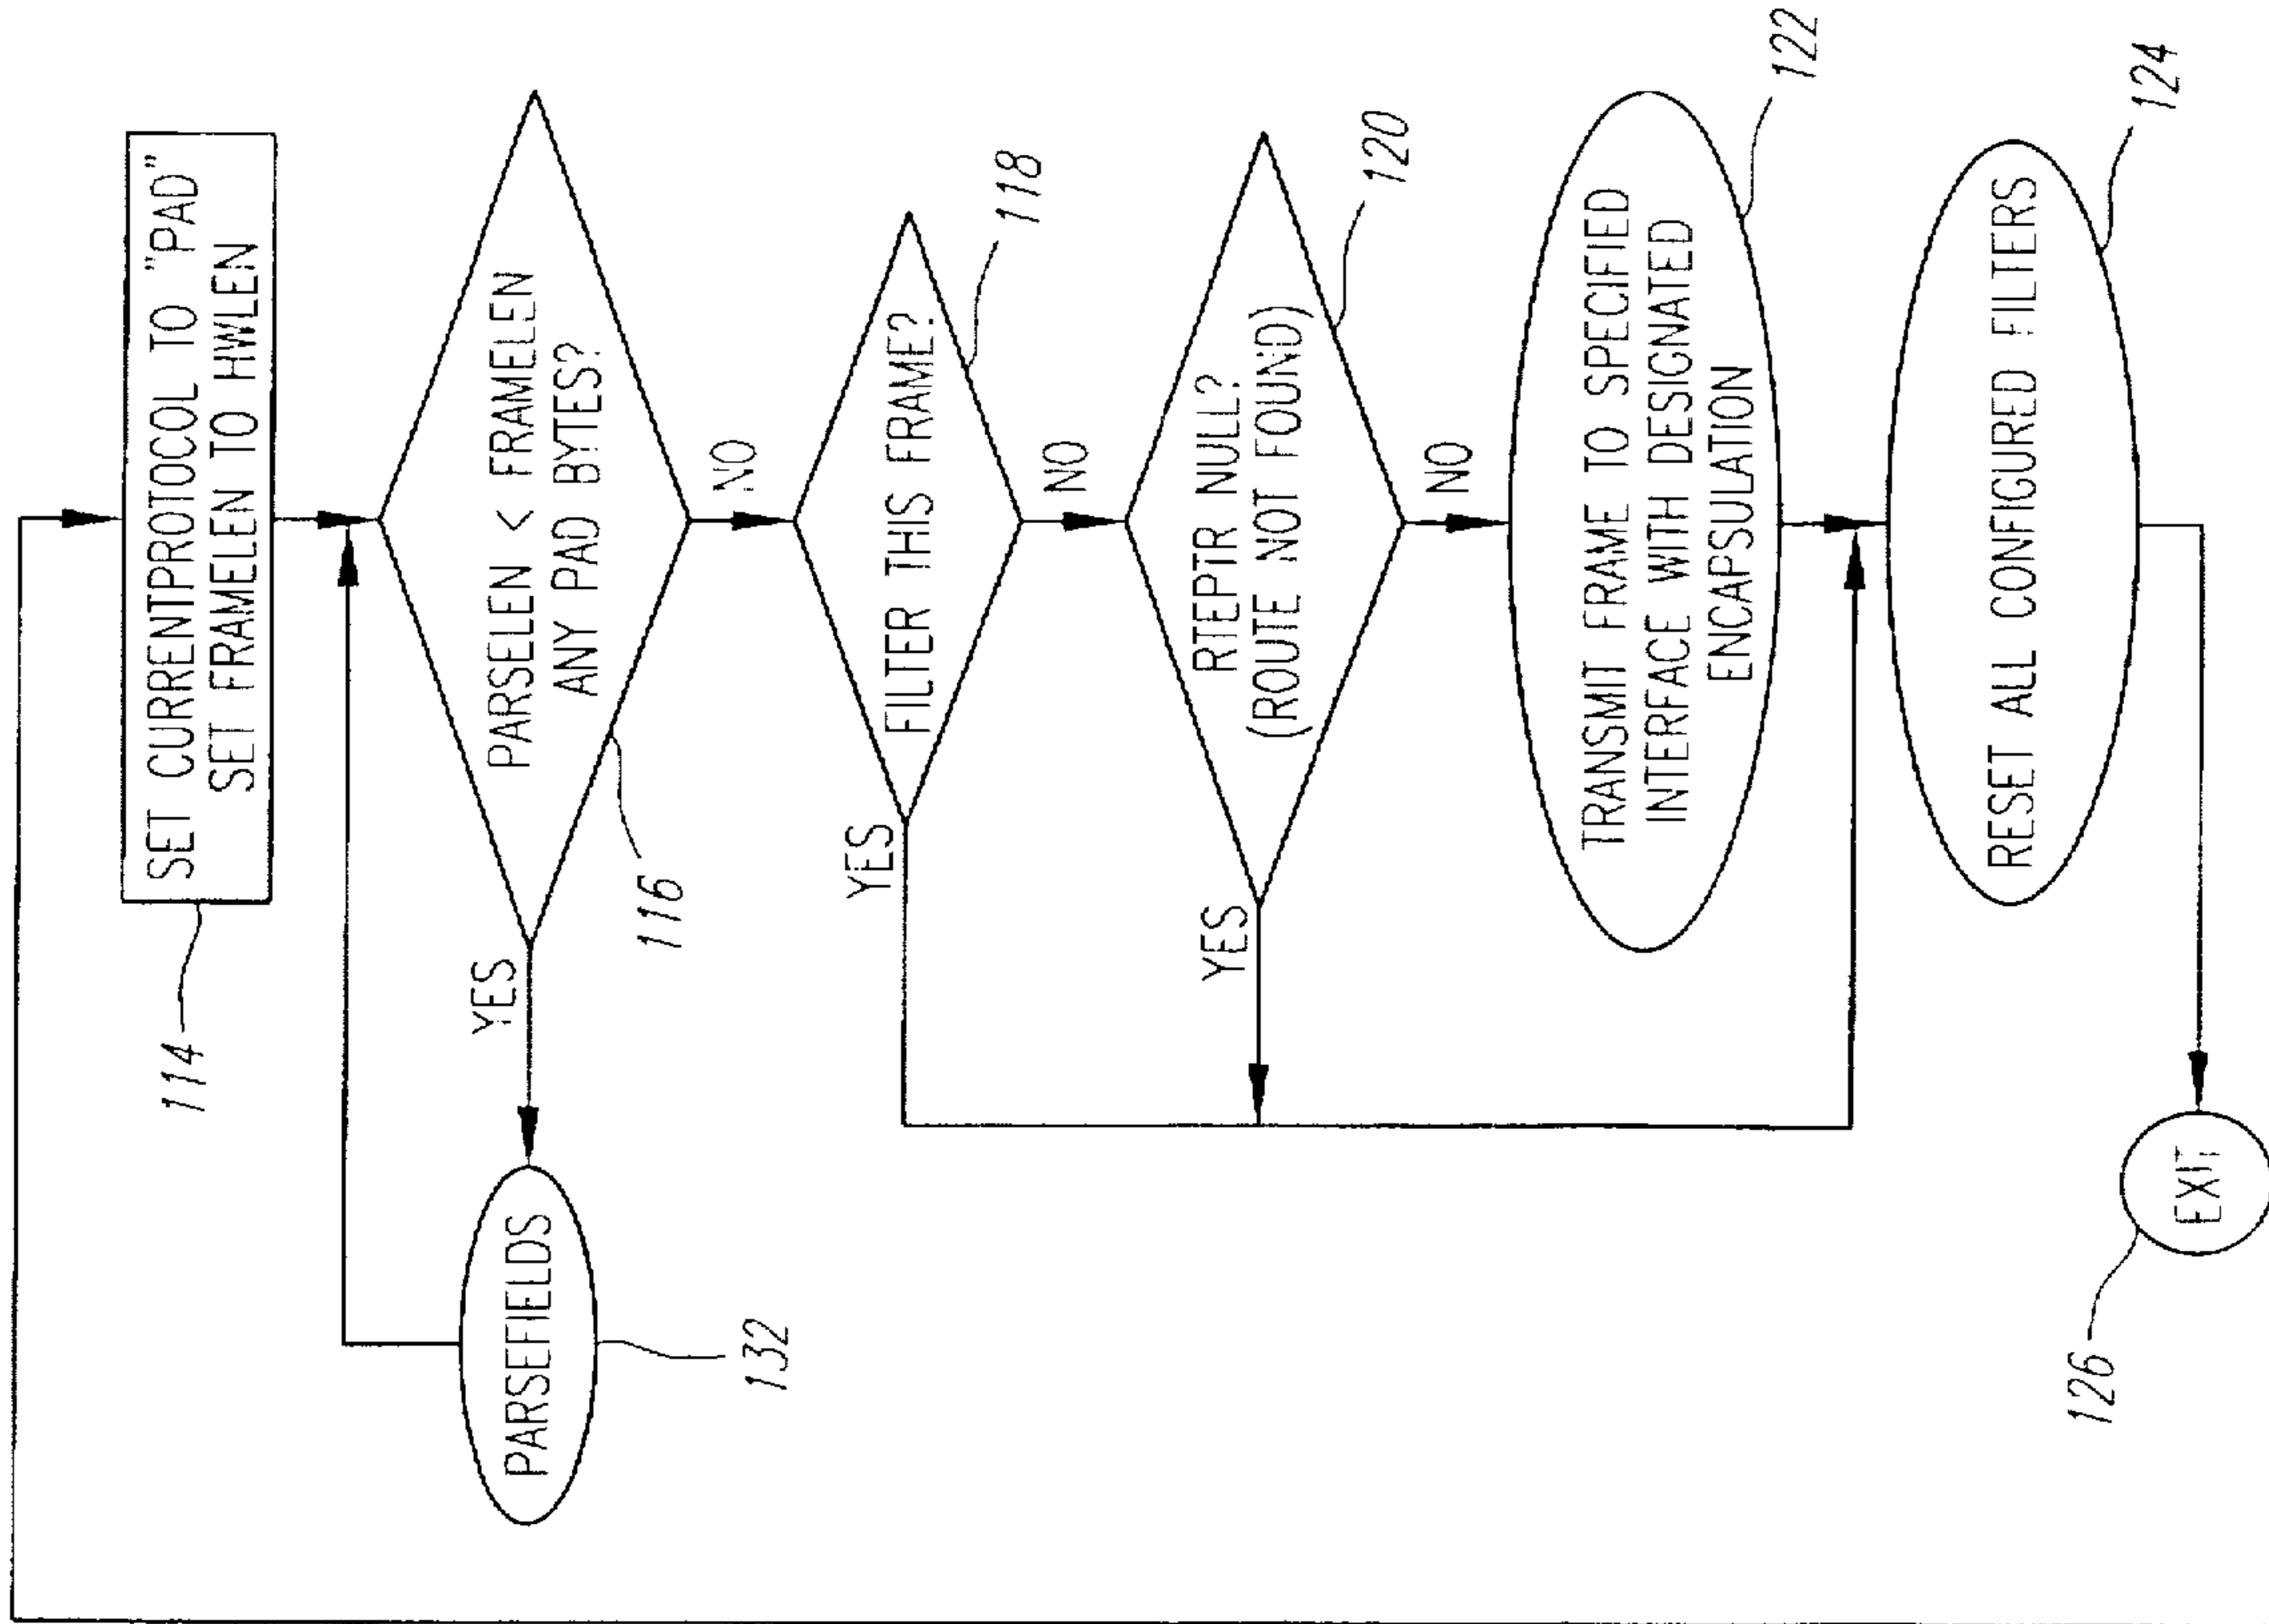 SET CURRENTPROTOCOL TO "PAD"
SET FRAMELEN TO HWLEN
114
PARSELEN < FRAMELEN
ANY PAD BYTES?
116
YES
NO
PARSEFIELDS
132
FILTER THIS FRAME?
118
YES
NO
RTEPTR NULL?
(ROUTE NOT FOUND)
120
YES
NO
TRANSMIT FRAME TO SPECIFIED
INTERFACE WITH DESIGNATED
ENCAPSULATION
122
RESET ALL CONFIGURED FILTERS
124
EXIT
126